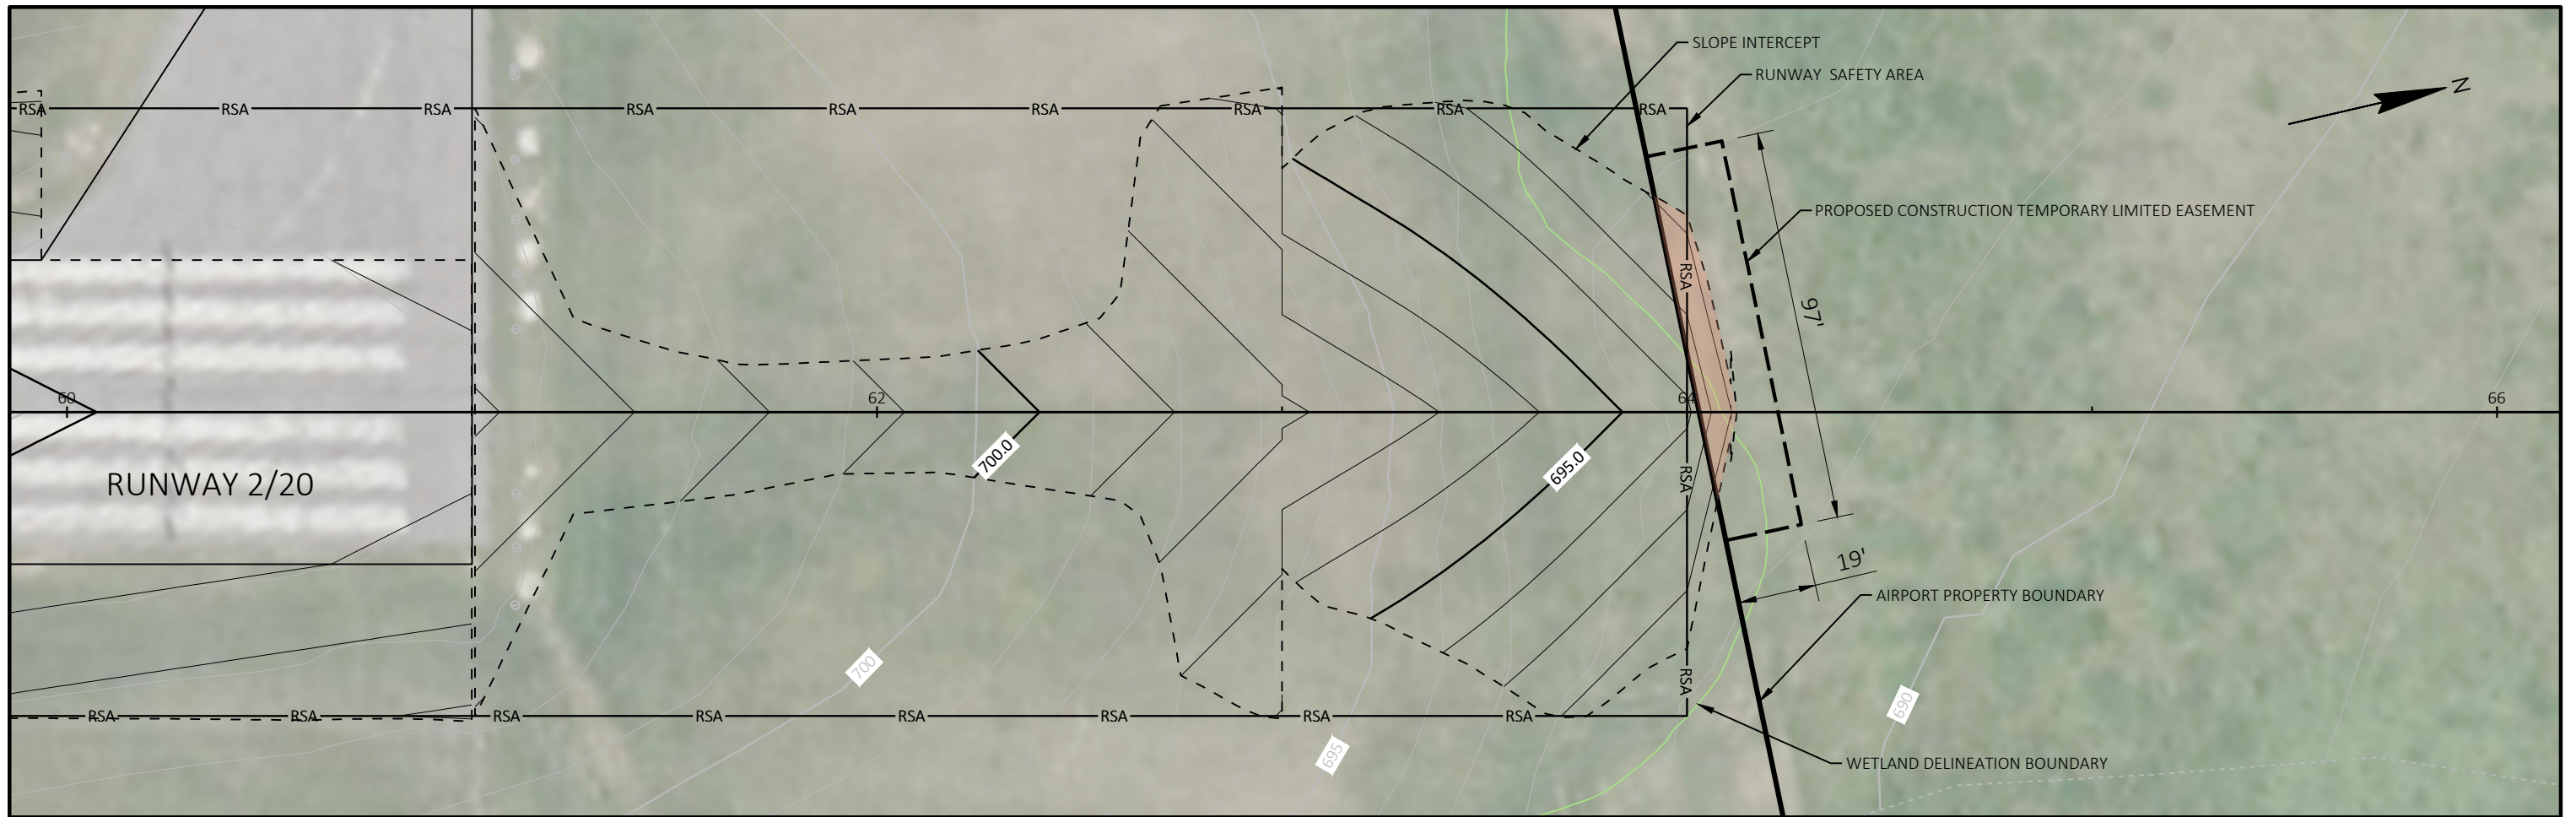 SLOPE INTERCEPT
RUNWAY SAFETY AREA
N
RSA RSA RSA RSA RSA RSA RSA RSA RSA
PROPOSED CONSTRUCTION TEMPORARY LIMITED EASEMENT
RSA
97'
60 62 64 66
700.0
695.0
RSA
RUNWAY 2/20
19'
AIRPORT PROPERTY BOUNDARY
700
RSA
690
RSA RSA RSA RSA RSA RSA RSA RSA
695
WETLAND DELINEATION BOUNDARY